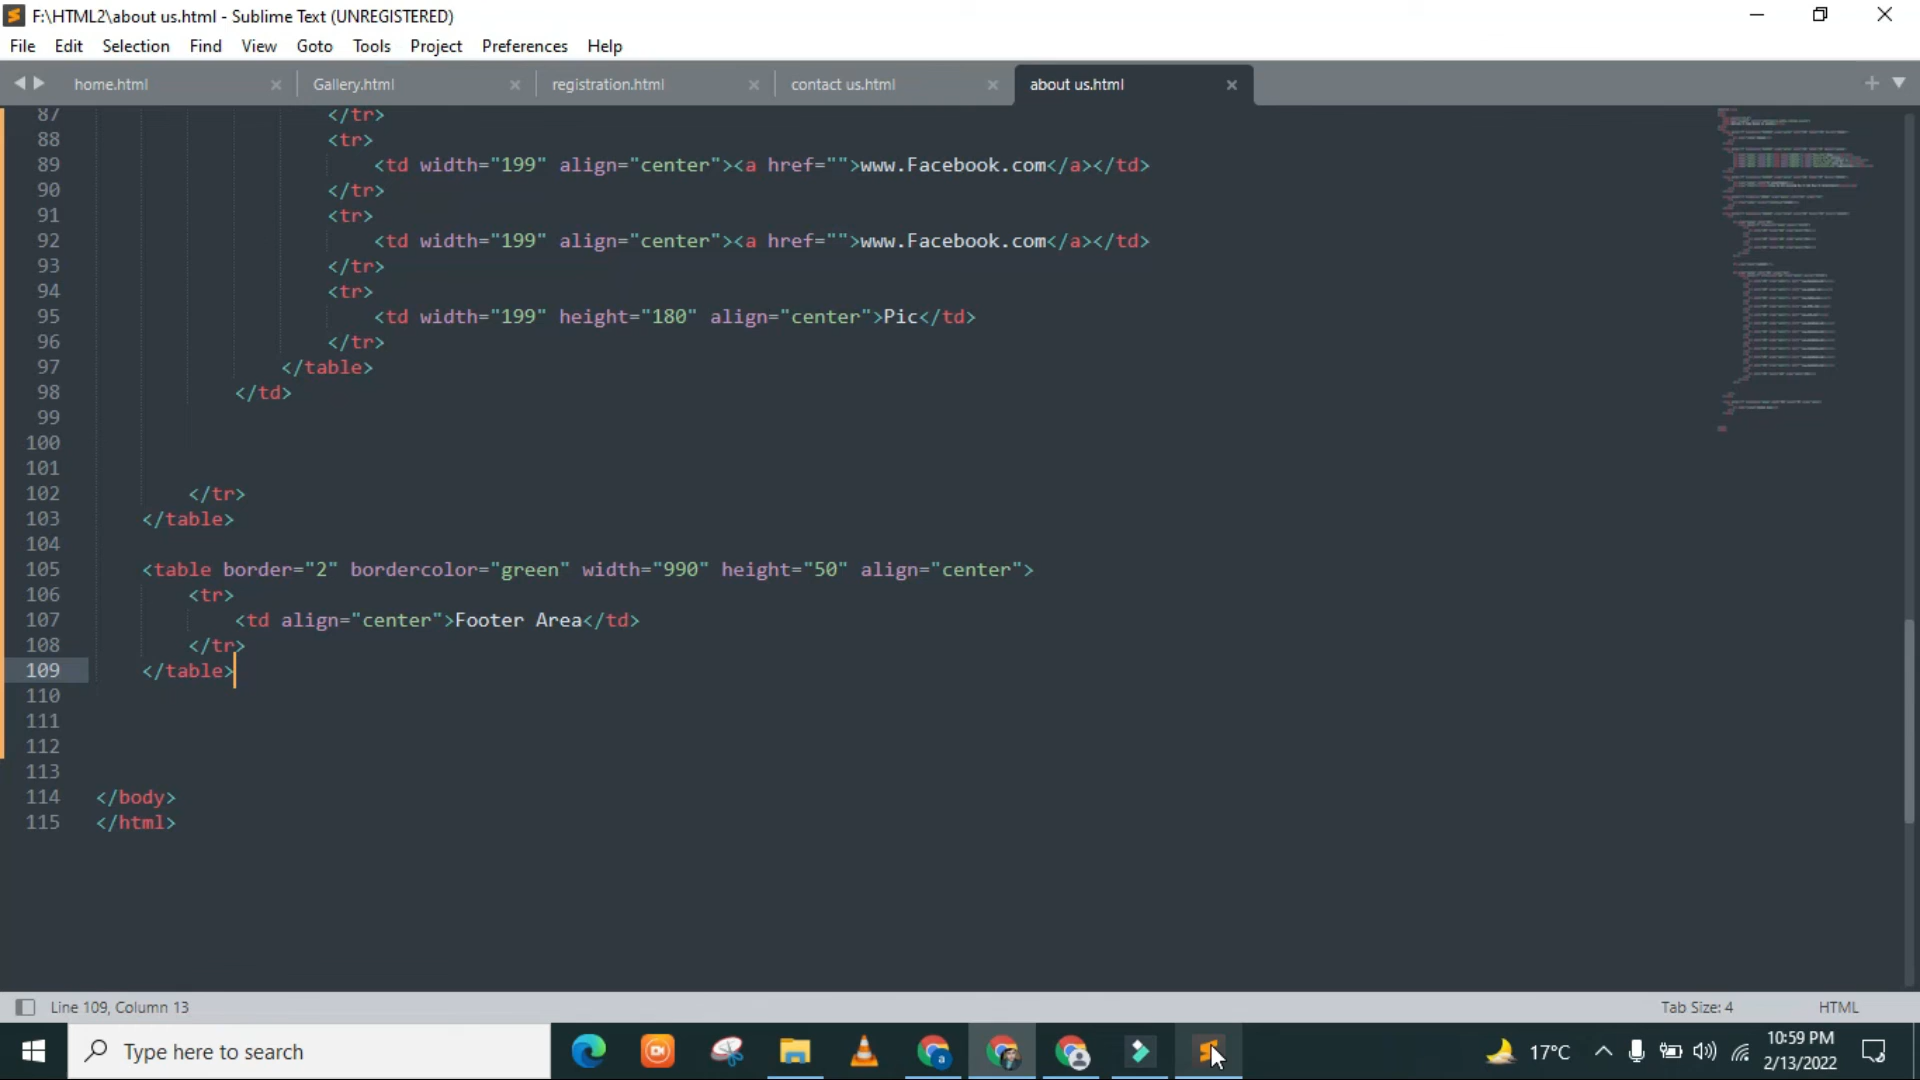 F:\HTML2\about us.html - Sublime Text (UNREGISTERED)
File Edit Selection Find View Goto Tools Project Preferences Help
home.html Gallery.html registration.html contact us.html about us.html
87 </tr>
88 <tr>
89 <td width="199" align="center"><a href="">www.Facebook.com</a></td>
90 </tr>
91 <tr>
92 <td width="199" align="center"><a href="">www.Facebook.com</a></td>
93 </tr>
94 <tr>
95 <td width="199" height="180" align="center">Pic</td>
96 </tr>
97 </table>
98 </td>
99
100
101
102 </tr>
103 </table>
104
105 <table border="2" bordercolor="green" width="990" height="50" align="center">
106 <tr>
107 <td align="center">Footer Area</td>
108 </tr>
109 </table>
110
111
112
113
114 </body>
115 </html>
Line 109, Column 13 Tab Size: 4 HTML
Type here to search 17°C 10:59 PM
2/13/2022